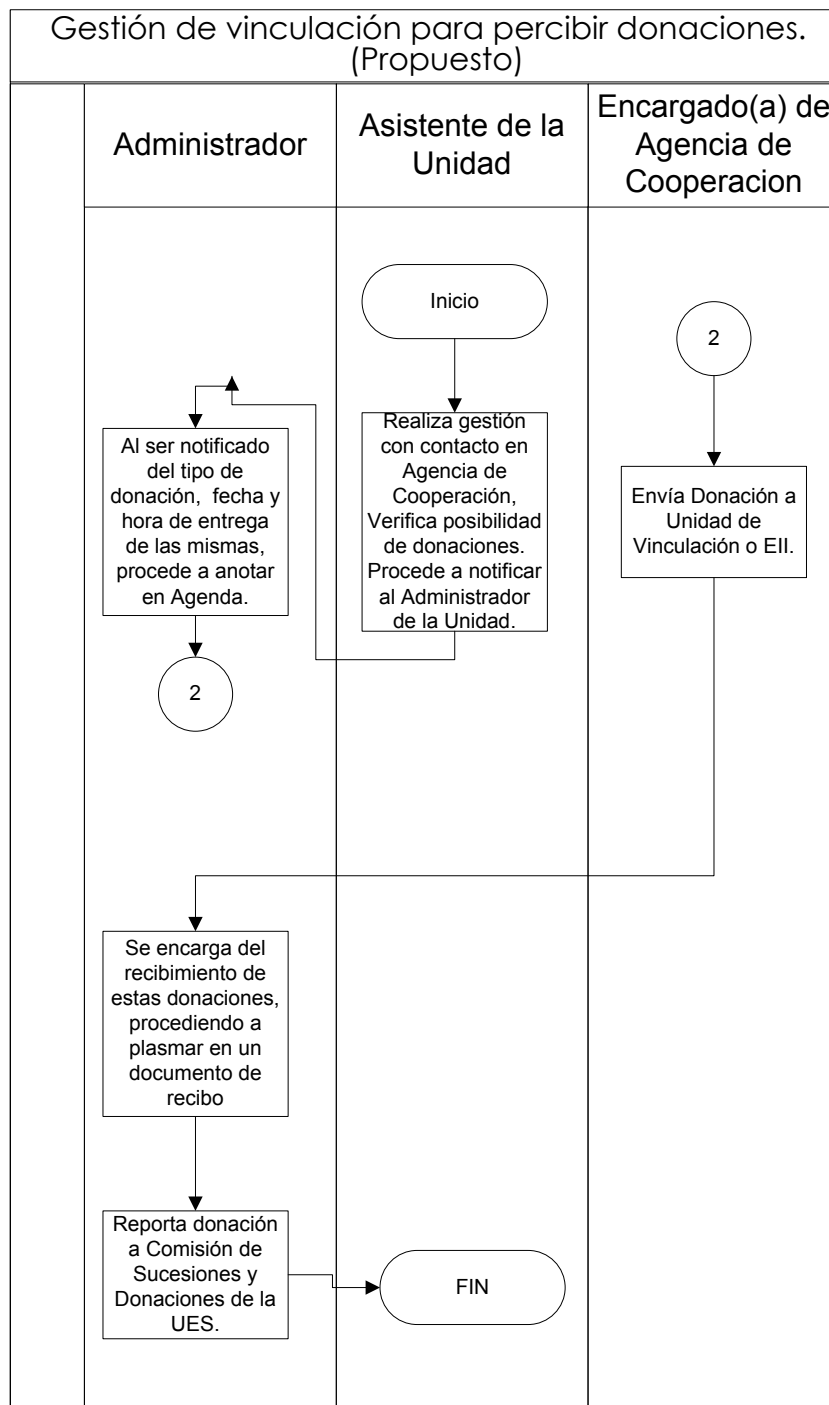 Gestión de vinculación para percibir donaciones.
(Propuesto)
Administrador
Asistente de la
Unidad
Encargado(a) de
Agencia de
Cooperacion
Inicio
2
Realiza gestión
con contacto en
Agencia de
Cooperación,
Verifica posibilidad
de donaciones.
Procede a notificar
al Administrador
de la Unidad.
Al ser notificado
del tipo de
donación, fecha y
hora de entrega
de las mismas,
procede a anotar
en Agenda.
2
Envía Donación a
Unidad de
Vinculación o EII.
Se encarga del
recibimiento de
estas donaciones,
procediendo a
plasmar en un
documento de
recibo
Reporta donación
a Comisión de
Sucesiones y
Donaciones de la
UES.
FIN